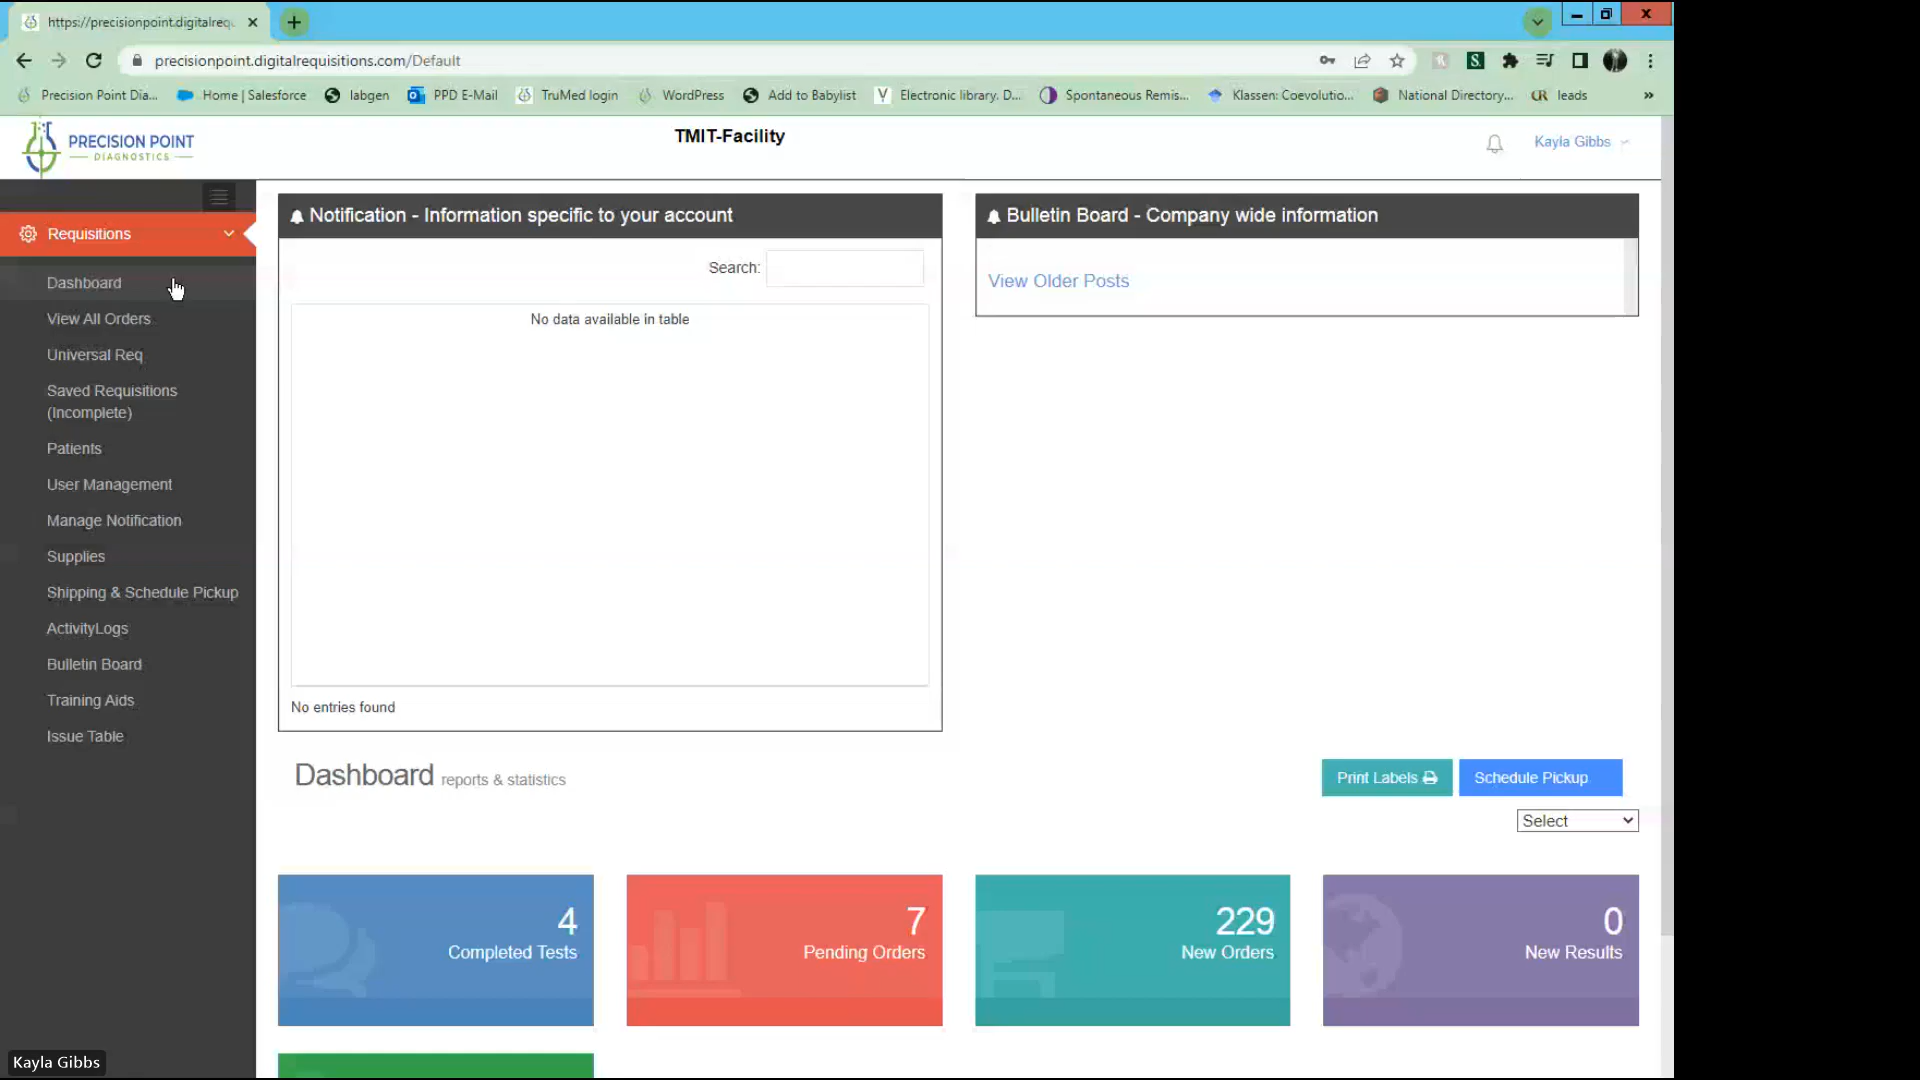 https://precisionpoint.digitalrequ
precisionpoint.digitalrequisitions.com/Default
Precision Point Dia...
Home | Salesforce
labgen
PPD E-Mail
TruMed login
WordPress
Add to Babylist
Electronic library. D...
Spontaneous Remis...
Klassen: Coevolutio...
National Directory,...
CR leads
»
PRECISION POINT
DIAGNOSTICS
TMIT-Facility
Kayla Gibbs
Requisitions
Dashboard
View All Orders
Universal Req
Saved Requisitions
(Incomplete)
Patients
User Management
Manage Notification
Supplies
Shipping & Schedule Pickup
ActivityLogs
Bulletin Board
Training Aids
Issue Table
Notification - Information specific to your account
Search:
No data available in table
No entries found
Bulletin Board - Company wide information
View Older Posts
Dashboard reports & statistics
Print Labels
Schedule Pickup
Select
4
Completed Tests
7
Pending Orders
229
New Orders
0
New Results
Kayla Gibbs